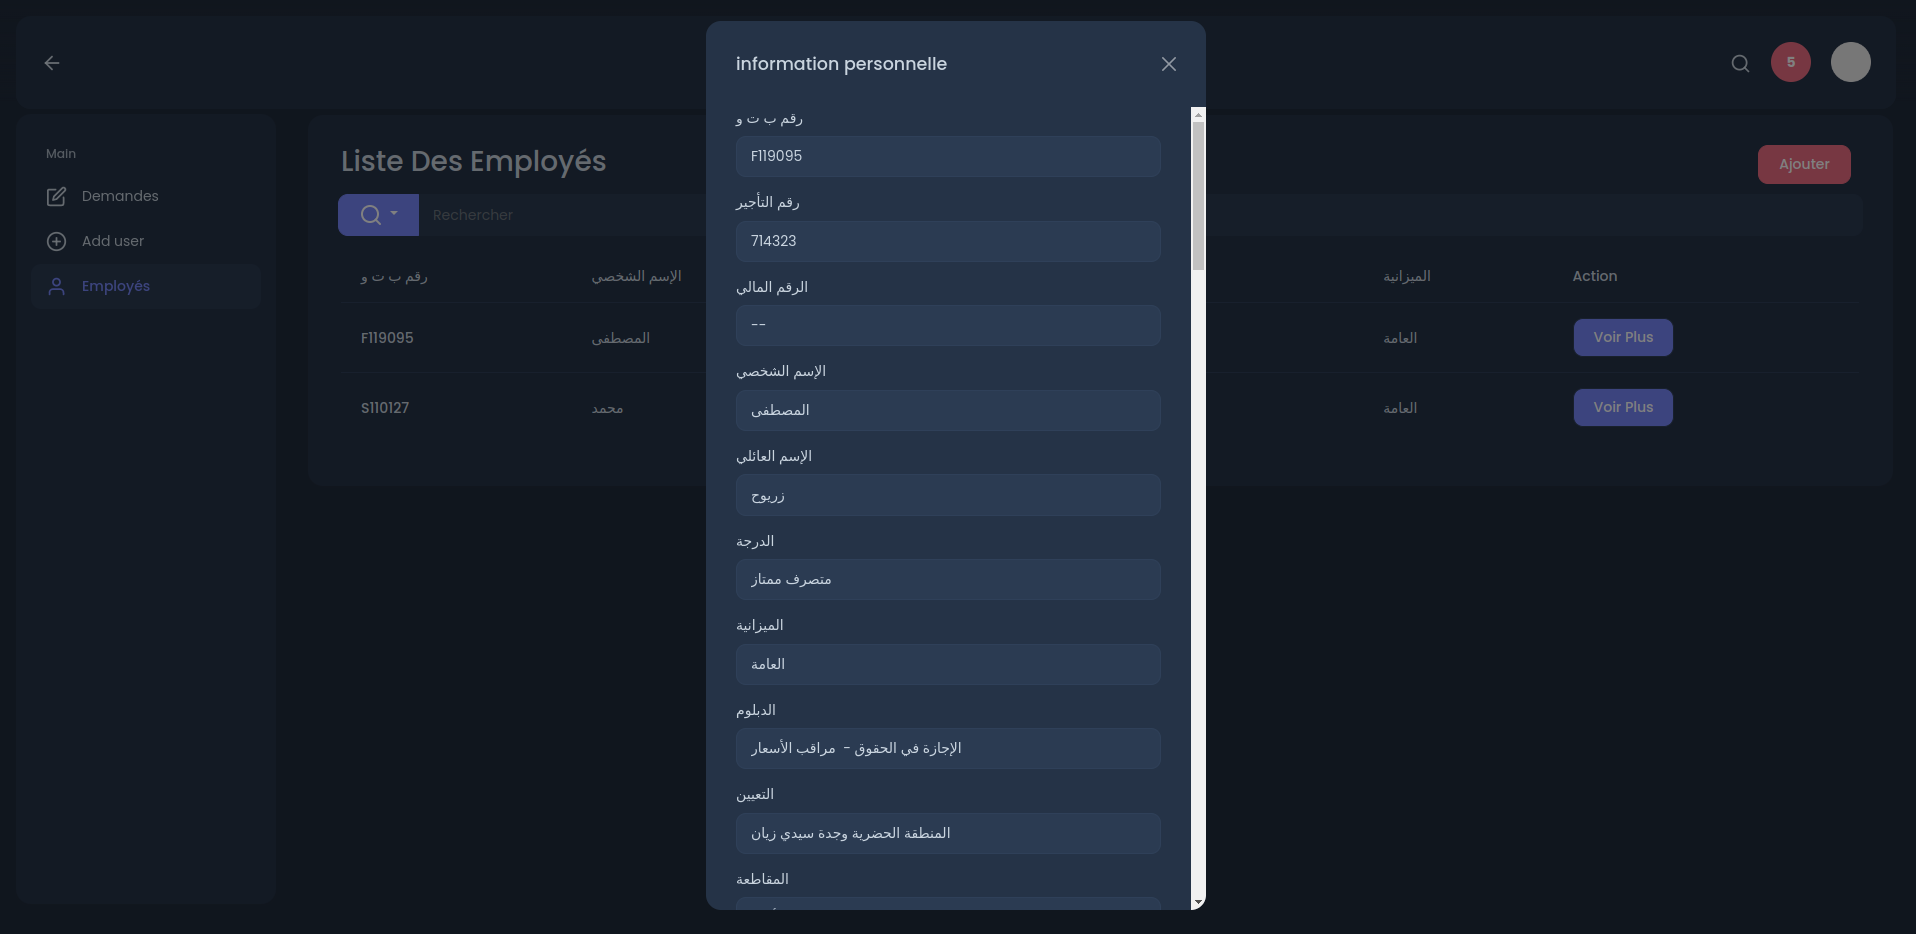 information personnelle
رقم ب ت و
F119095
رقم التأجير
714323
الرقم المالي
--
الإسم الشخصي
المصطفى
الإسم العائلي
زريوح
الدرجة
متصرف ممتاز
الميزانية
العامة
الدبلوم
الإجازة في الحقوق - مراقب الأسعار
التعيين
المنطقة الحضرية وجدة سيدي زيان
المقاطعة
5
Main
Demandes
Add user
Employés
Liste Des Employés
Ajouter
Rechercher
رقم ب ت و
الإسم الشخصي
الميزانية
Action
F119095
المصطفى
العامة
Voir Plus
S110127
محمد
العامة
Voir Plus